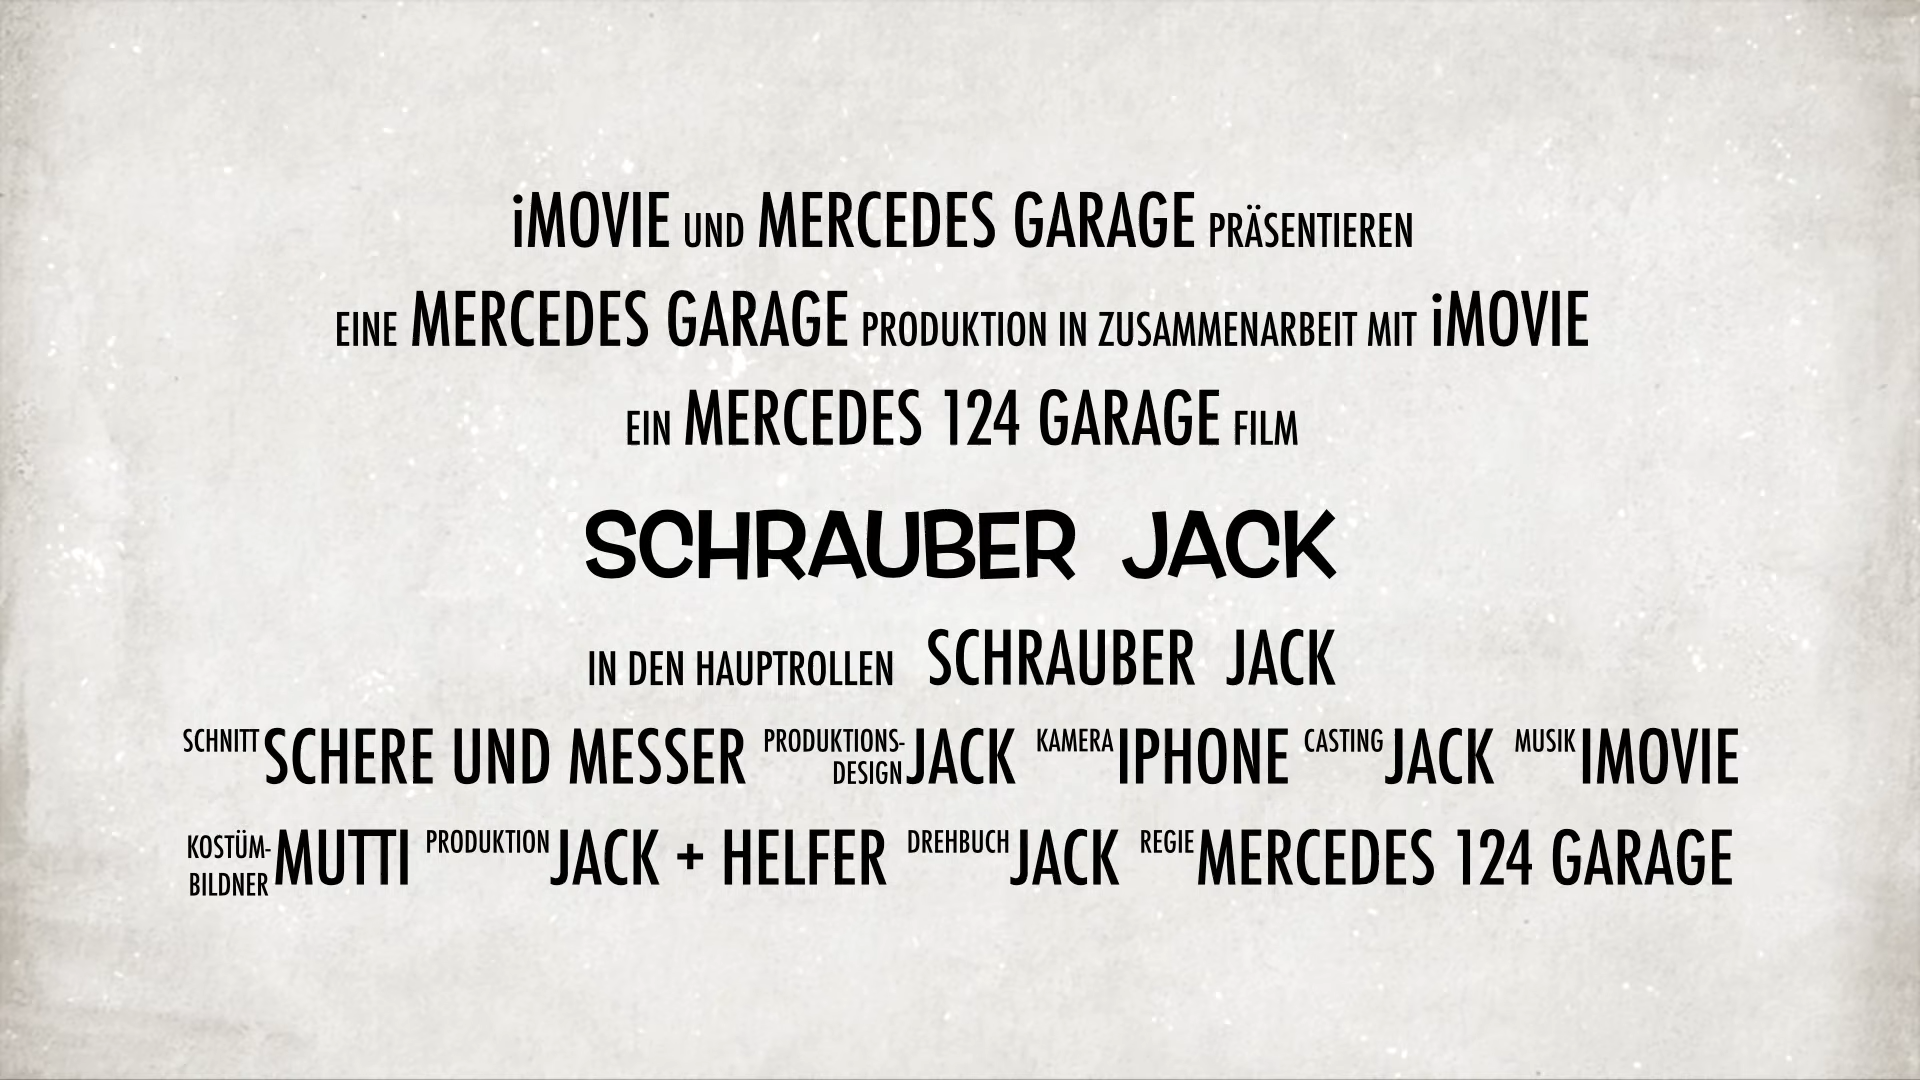 iMOVIE UND MERCEDES GARAGE PRÄSENTIEREN
EINE MERCEDES GARAGE PRODUKTION IN ZUSAMMENARBEIT MIT iMOVIE
EIN MERCEDES 124 GARAGE FILM
SCHRAUBER JACK
IN DEN HAUPTROLLEN SCHRAUBER JACK
SCHNITT SCHERE UND MESSER PRODUKTIONS-DESIGN JACK KAMERA IPHONE CASTING JACK MUSIK IMOVIE
KOSTÜM-BILDNER MUTTI PRODUKTION JACK + HELFER DREHBUCH JACK REGIE MERCEDES 124 GARAGE